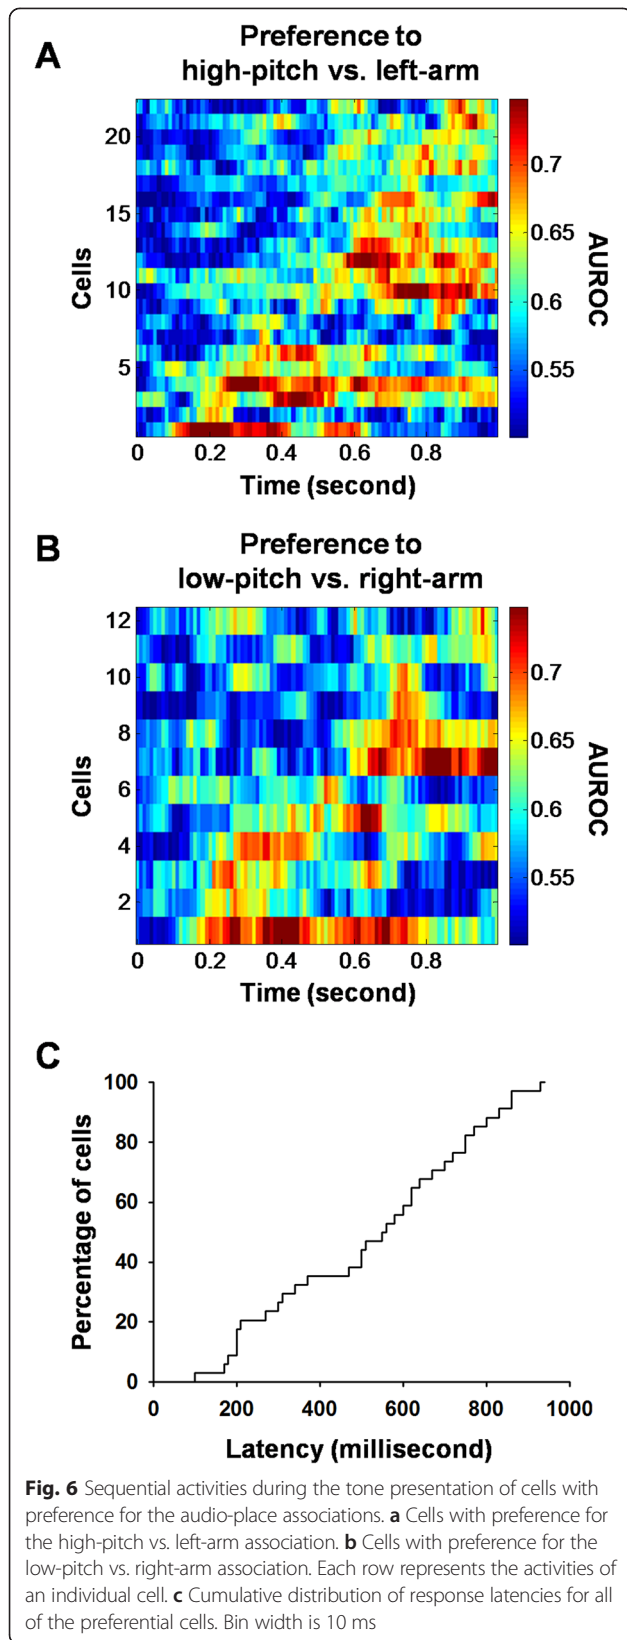 A
Preference to
high-pitch vs. left-arm
20
15
10
5
Cells
0 0.2 0.4 0.6 0.8
Time (second)
0.7
0.65
0.6
0.55
AUROC
B
Preference to
low-pitch vs. right-arm
12
10
8
6
4
2
Cells
0 0.2 0.4 0.6 0.8
Time (second)
0.7
0.65
0.6
0.55
AUROC
C
100
80
60
40
20
0
Percentage of cells
0 200 400 600 800 1000
Latency (millisecond)
Fig. 6 Sequential activities during the tone presentation of cells with
preference for the audio-place associations. a Cells with preference for
the high-pitch vs. left-arm association. b Cells with preference for the
low-pitch vs. right-arm association. Each row represents the activities of
an individual cell. c Cumulative distribution of response latencies for all
of the preferential cells. Bin width is 10 ms